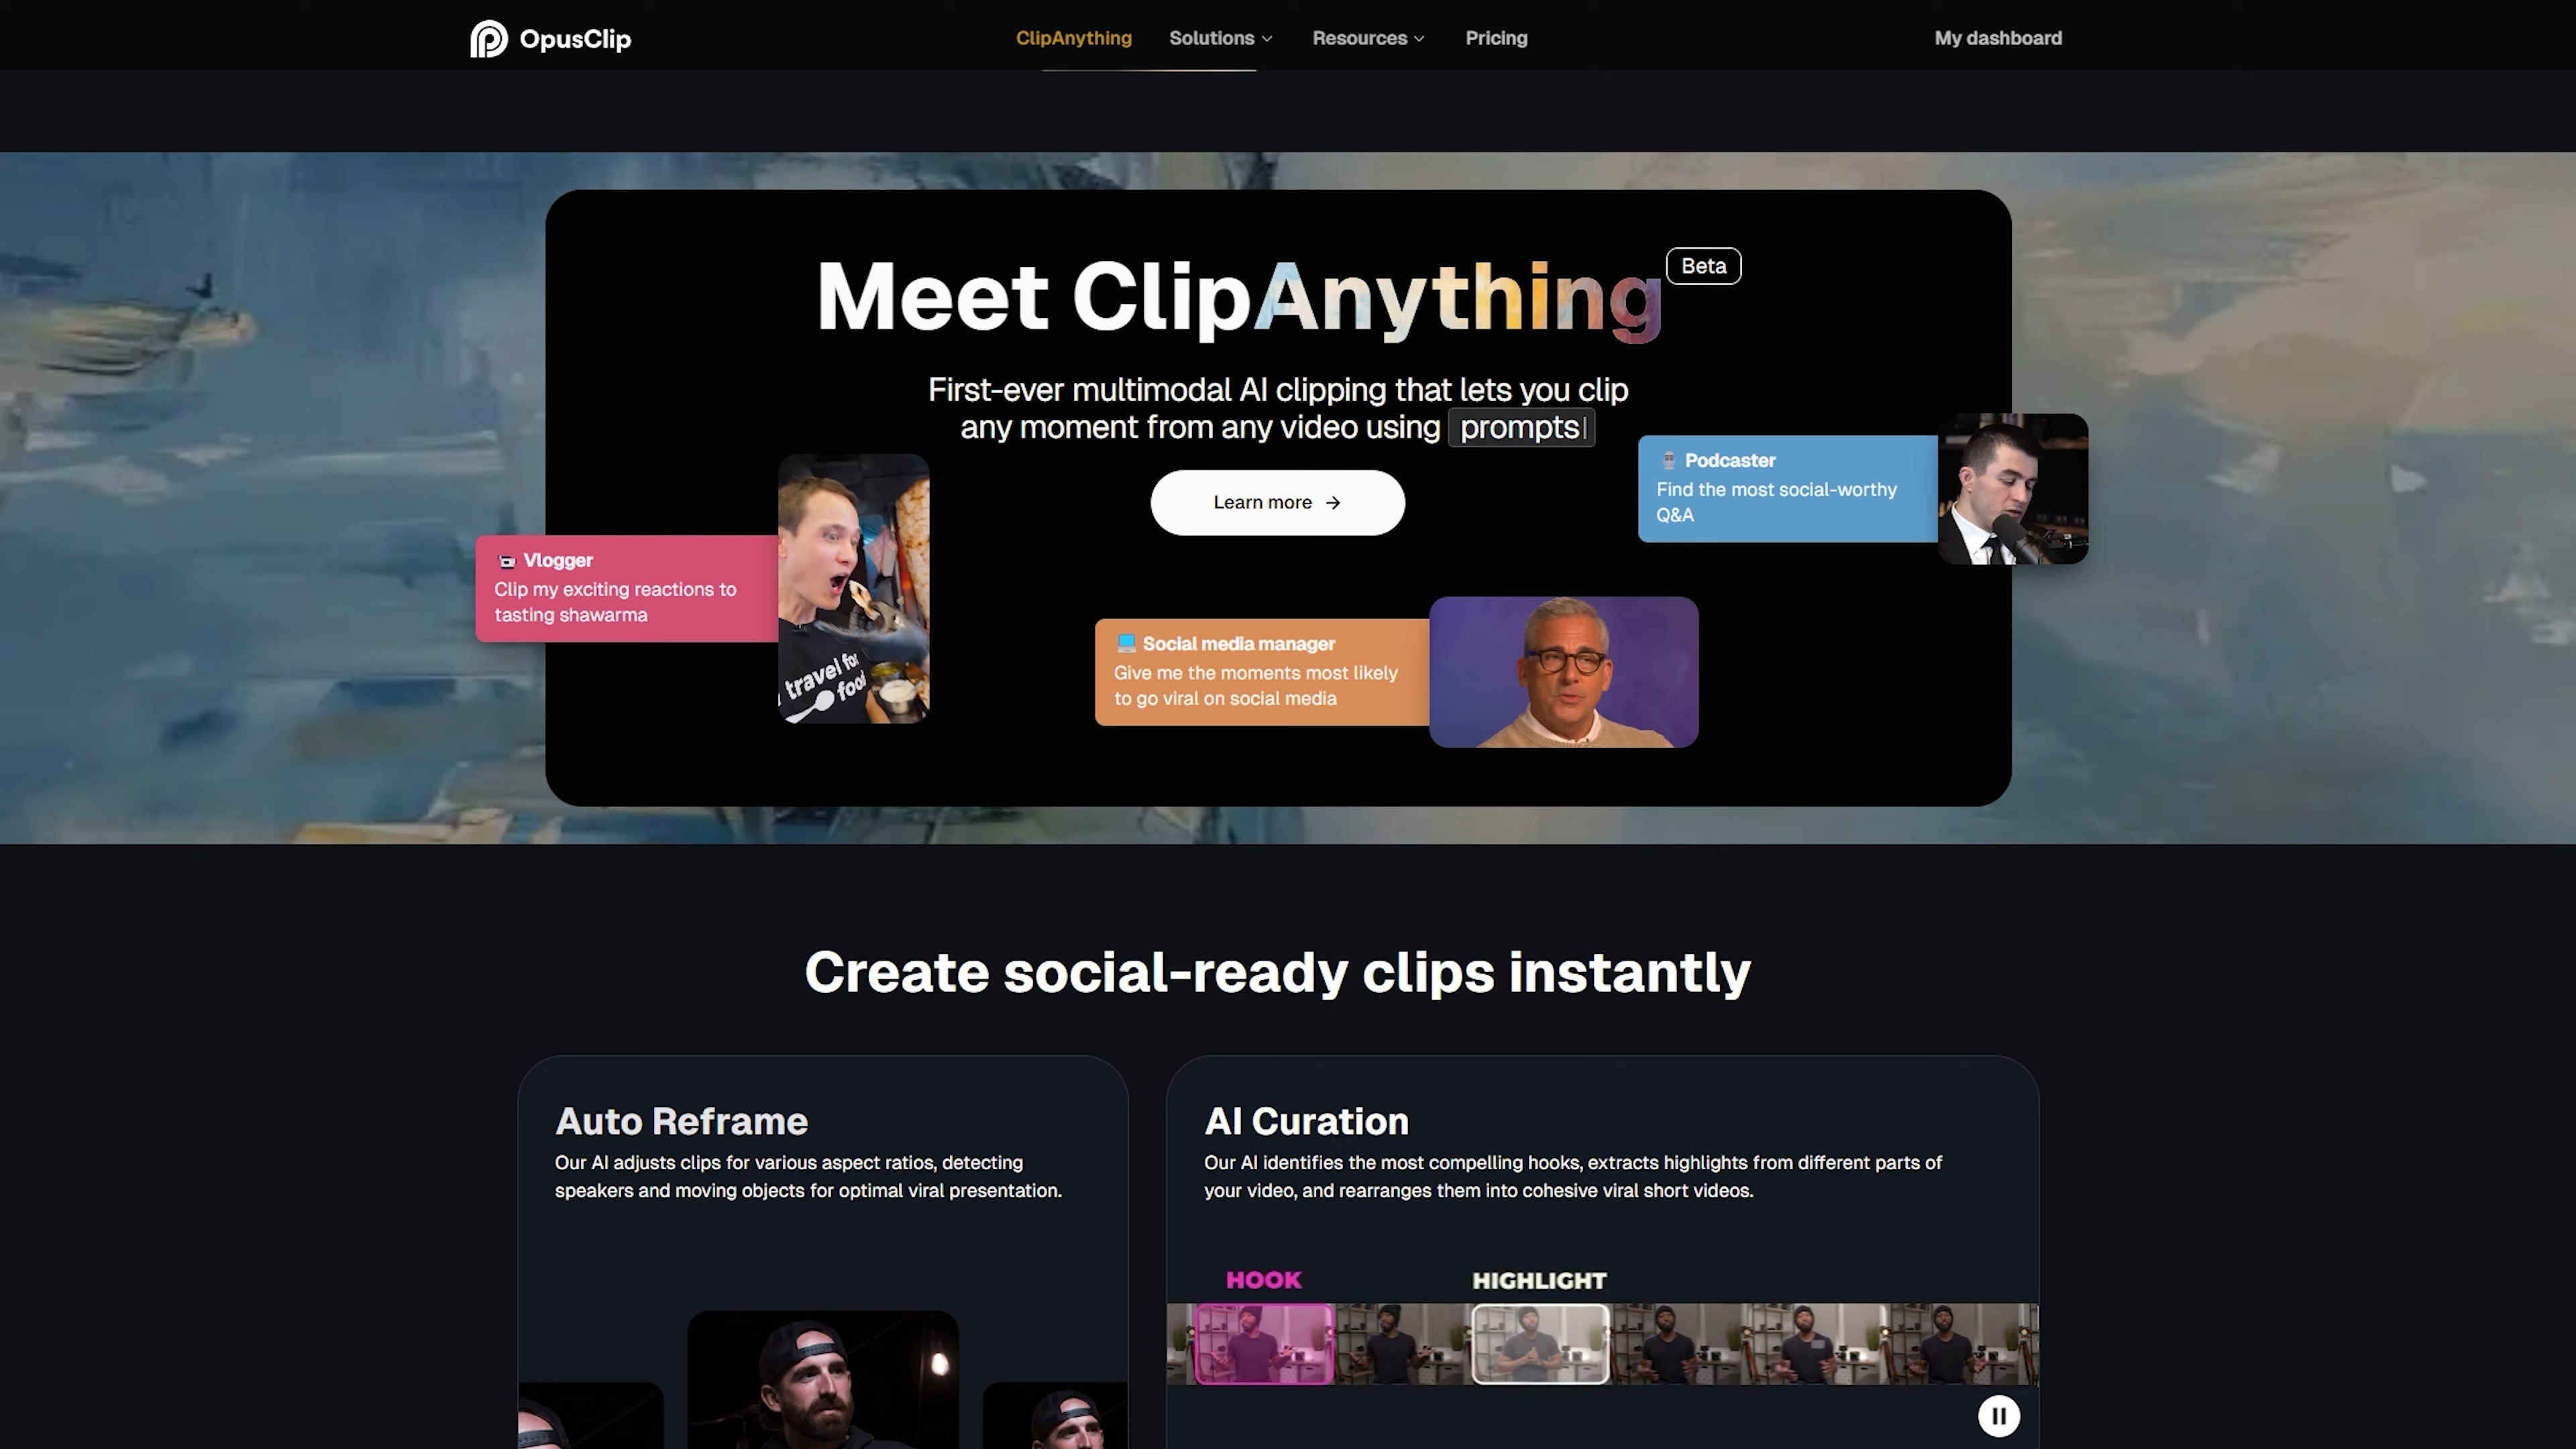 OpusClip
ClipAnything
Solutions
Resources
Pricing
My dashboard
Meet ClipAnything
Beta
First-ever multimodal AI clipping that lets you clip
any moment from any video using prompts
Learn more →
Podcaster
Find the most social-worthy
Q&A
Vlogger
Clip my exciting reactions to
tasting shawarma
travel for
food
Social media manager
Give me the moments most likely
to go viral on social media
Create social-ready clips instantly
Auto Reframe
Our AI adjusts clips for various aspect ratios, detecting
speakers and moving objects for optimal viral presentation.
AI Curation
Our AI identifies the most compelling hooks, extracts highlights from different parts of
your video, and rearranges them into cohesive viral short videos.
HOOK
HIGHLIGHT